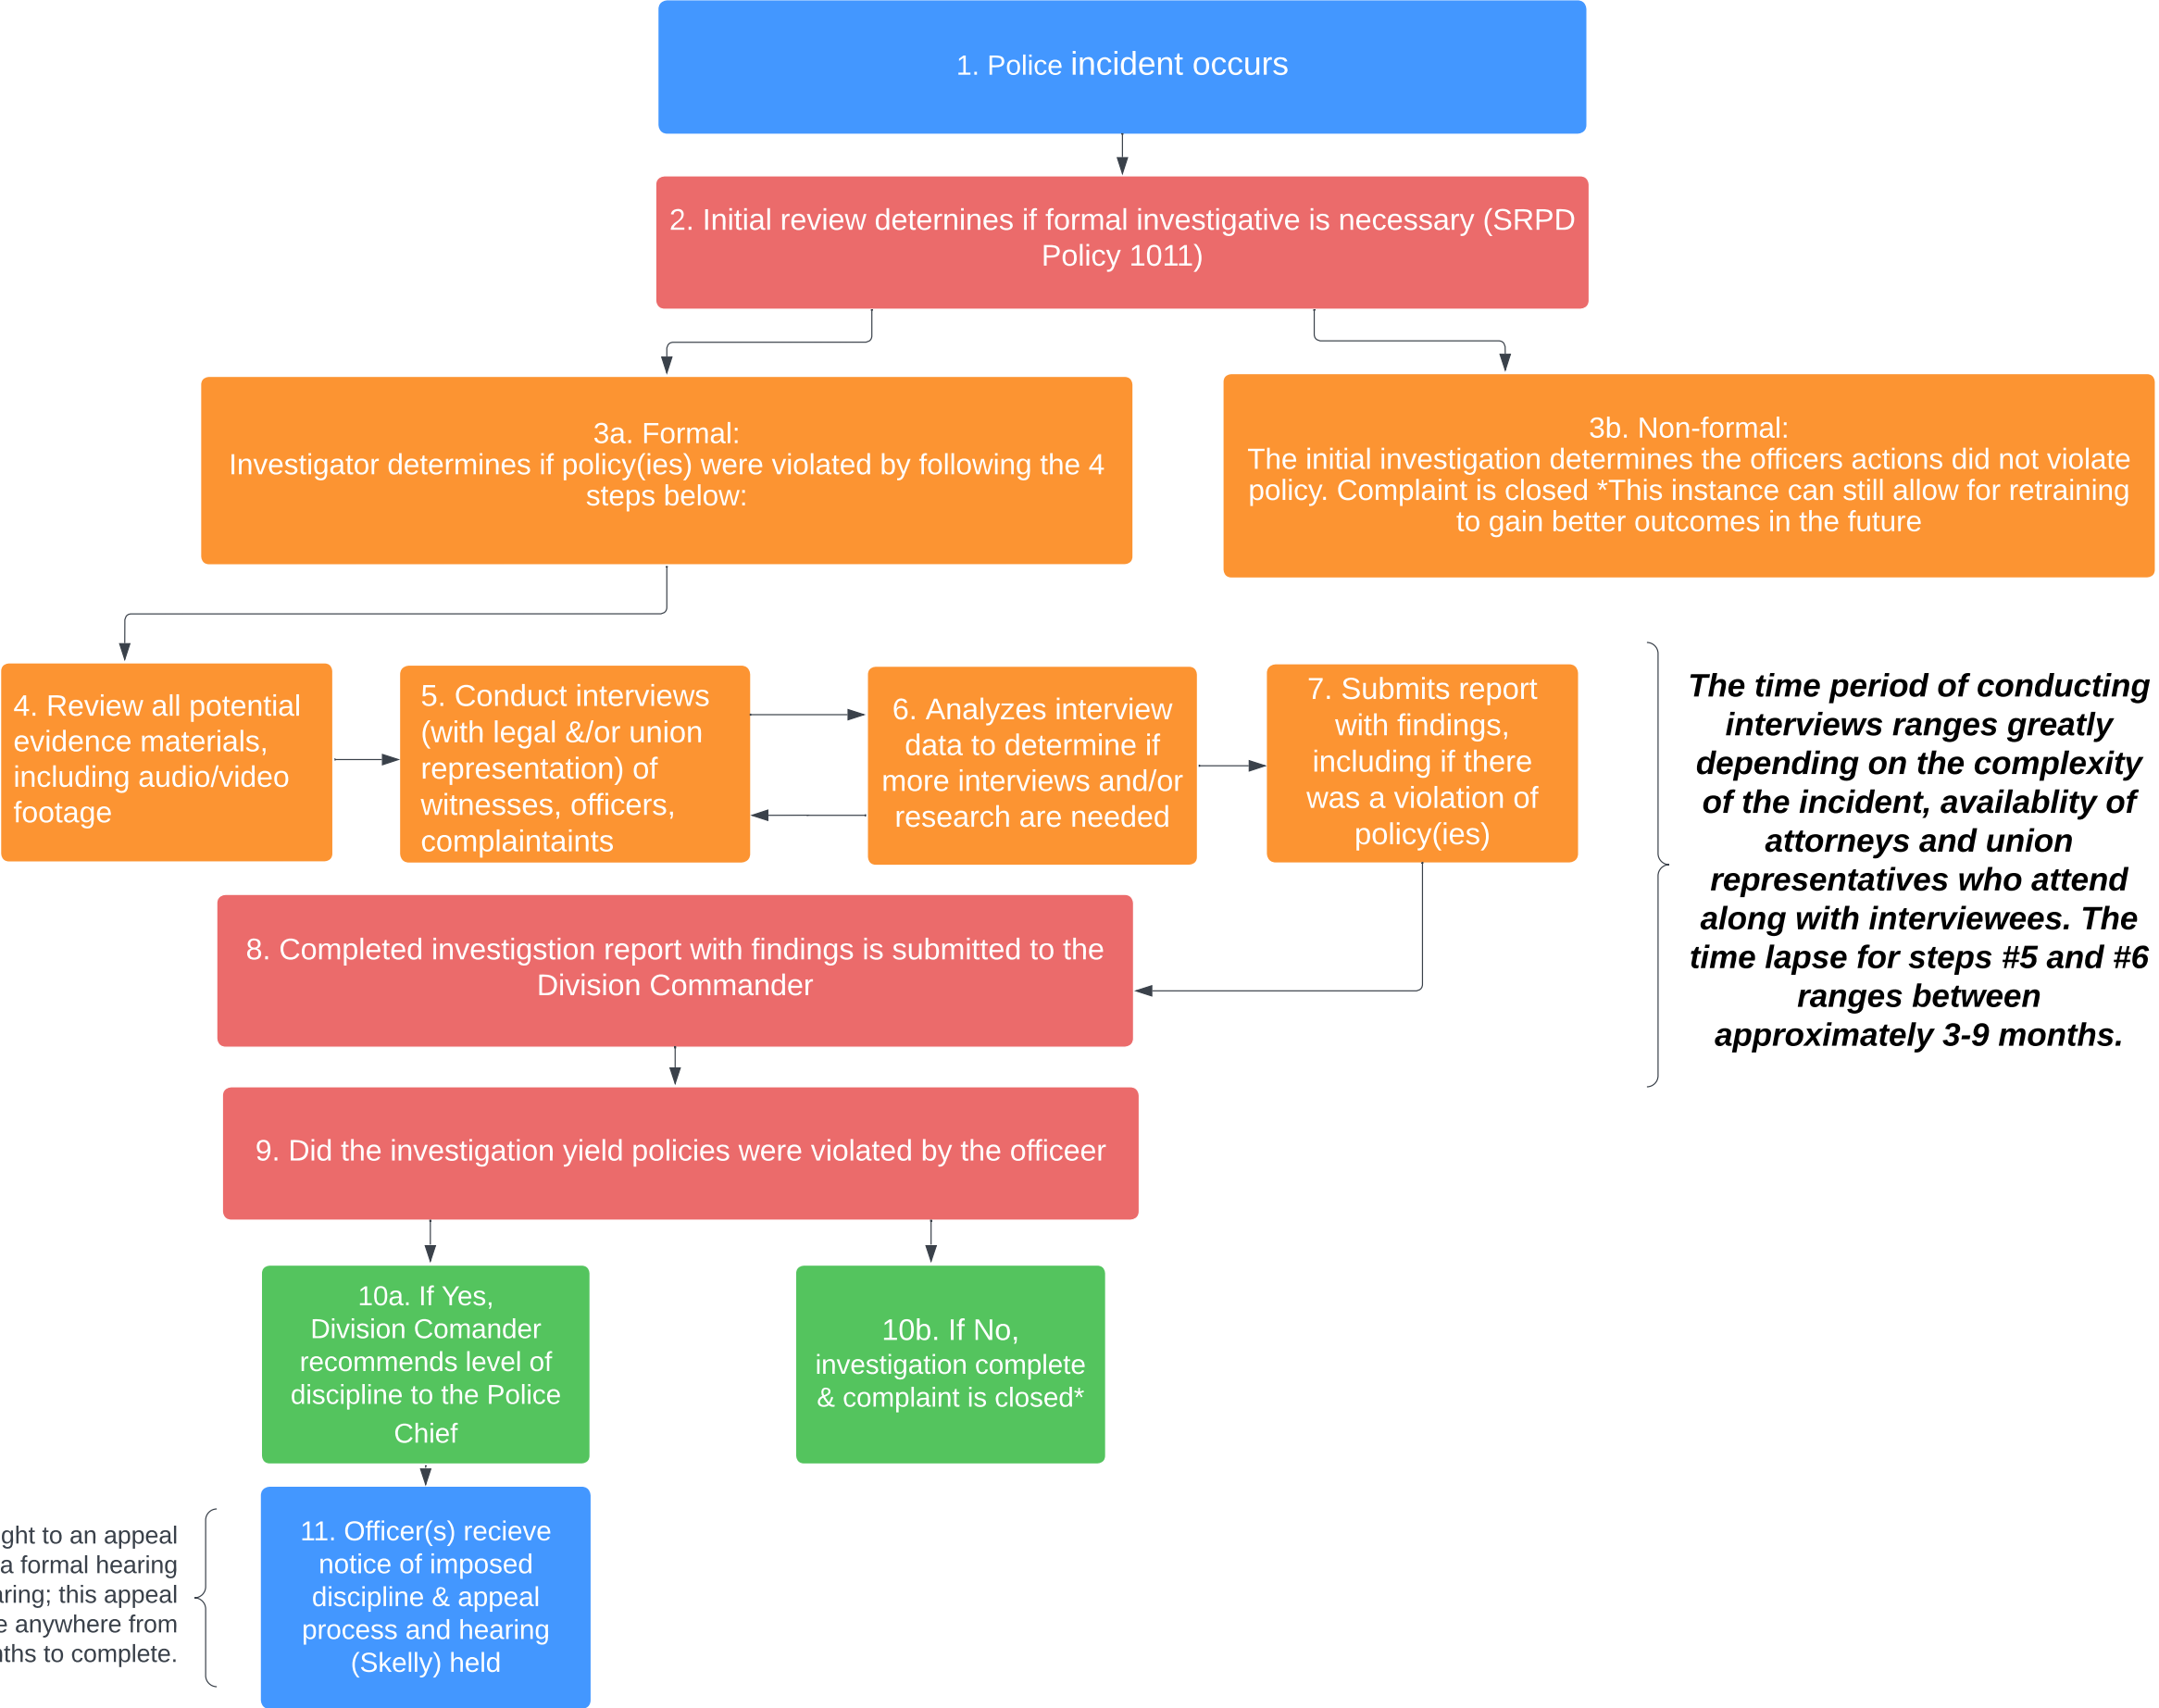 1. Police incident occurs
2. Initial review deternines if formal investigative is necessary (SRPD
Policy 1011)
3a. Formal:
Investigator determines if policy(ies) were violated by following the 4
steps below:
3b. Non-formal:
The initial investigation determines the officers actions did not violate
policy. Complaint is closed *This instance can still allow for retraining
to gain better outcomes in the future
4. Review all potential
evidence materials,
including audio/video
footage
5. Conduct interviews
(with legal &/or union
representation) of
witnesses, officers,
complaintaints
6. Analyzes interview
data to determine if
more interviews and/or
research are needed
7. Submits report
with findings,
including if there
was a violation of
policy(ies)
The time period of conducting
interviews ranges greatly
depending on the complexity
of the incident, availablity of
attorneys and union
representatives who attend
along with interviewees. The
time lapse for steps #5 and #6
ranges between
approximately 3-9 months.
8. Completed investigstion report with findings is submitted to the
Division Commander
9. Did the investigation yield policies were violated by the officeer
10a. If Yes,
Division Comander
recommends level of
discipline to the Police
Chief
10b. If No,
investigation complete
& complaint is closed*
11. Officer(s) recieve
notice of imposed
discipline & appeal
process and hearing
(Skelly) held
to an appeal
a formal hearing
this appeal
anywhere from
to complete.